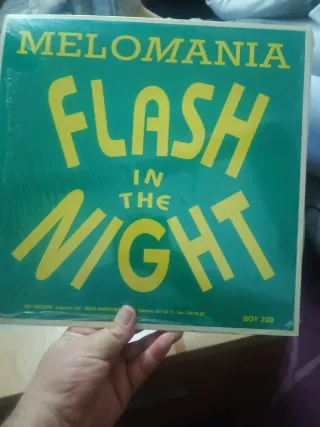 MELOMANIA
FLASH
IN
THE
NIGHT
BOY 239